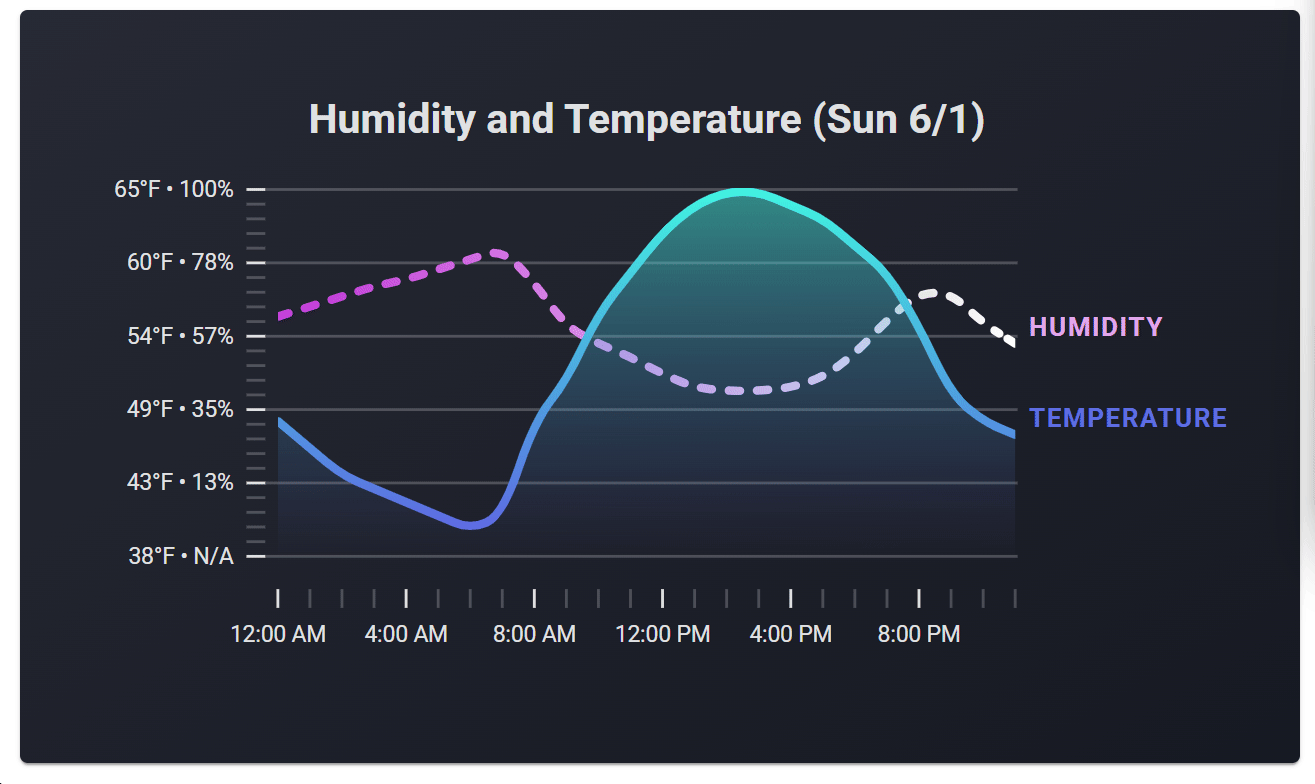 Humidity and Temperature (Sun 6/1)
65°F • 100%
60°F • 78%
54°F • 57%
HUMIDITY
49°F • 35%
TEMPERATURE
43°F • 13%
38°F • N/A
12:00 AM 4:00 AM 8:00 AM 12:00 PM 4:00 PM 8:00 PM